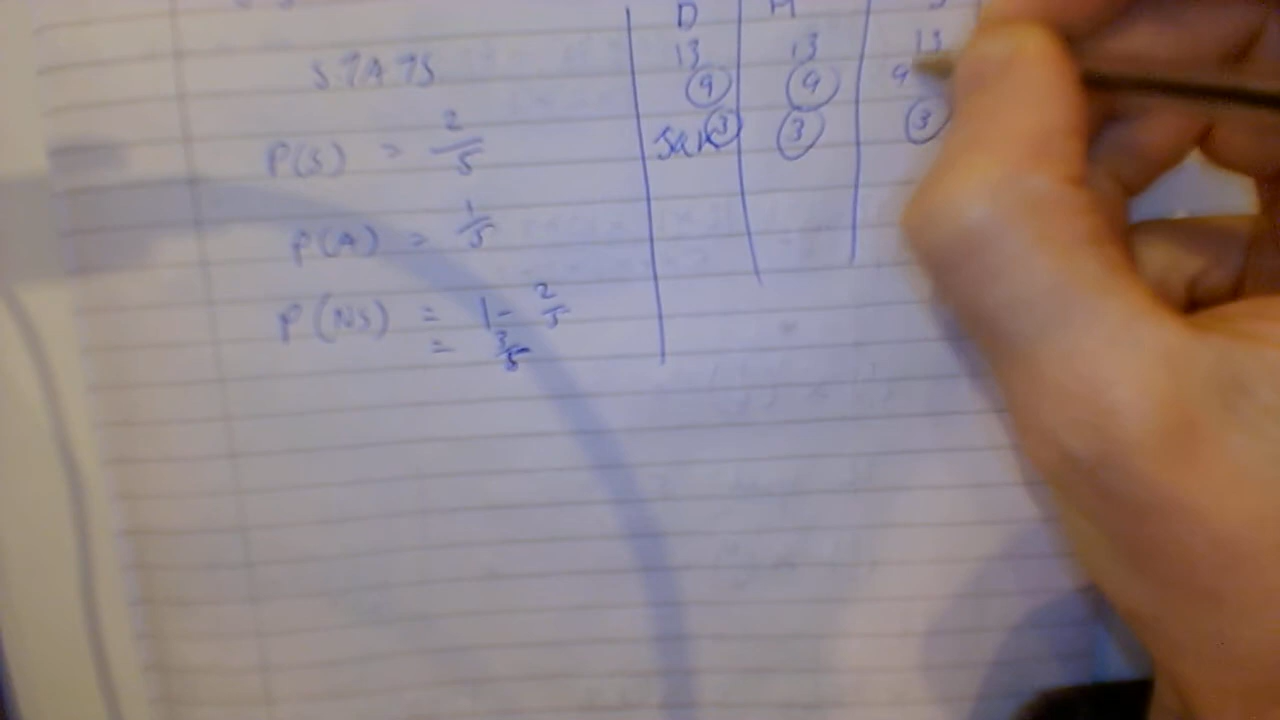 STATS
P(S) = 2/5
P(A) = 1/5
P(NS) = 1 - 2/5
= 3/5
D H
13 13 13
9 9 9
J Q K 3 3 3